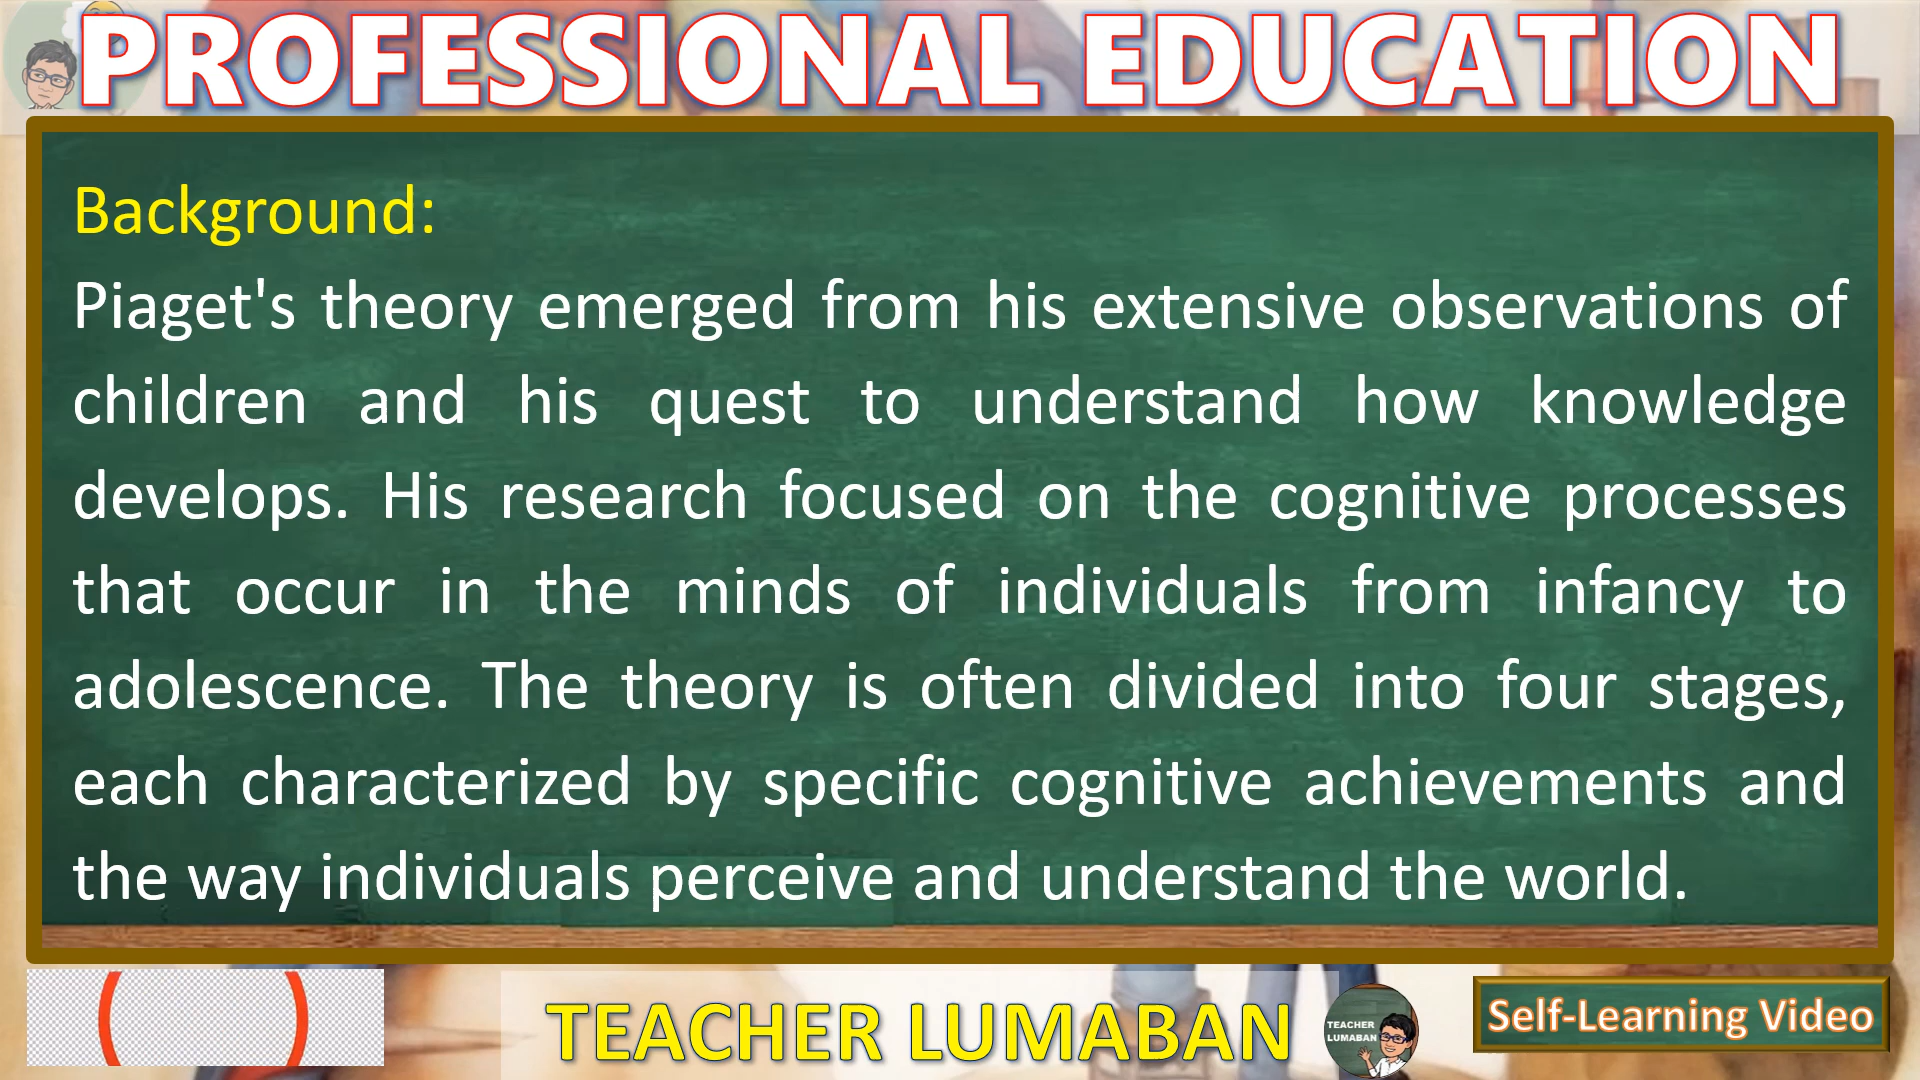 PROFESSIONAL EDUCATION
Background:
Piaget's theory emerged from his extensive observations of
children and his quest to understand how knowledge
develops. His research focused on the cognitive processes
that occur in the minds of individuals from infancy to
adolescence. The theory is often divided into four stages,
each characterized by specific cognitive achievements and
the way individuals perceive and understand the world.
TEACHER LUMABAN
TEACHER
LUMABAN
Self-Learning Video